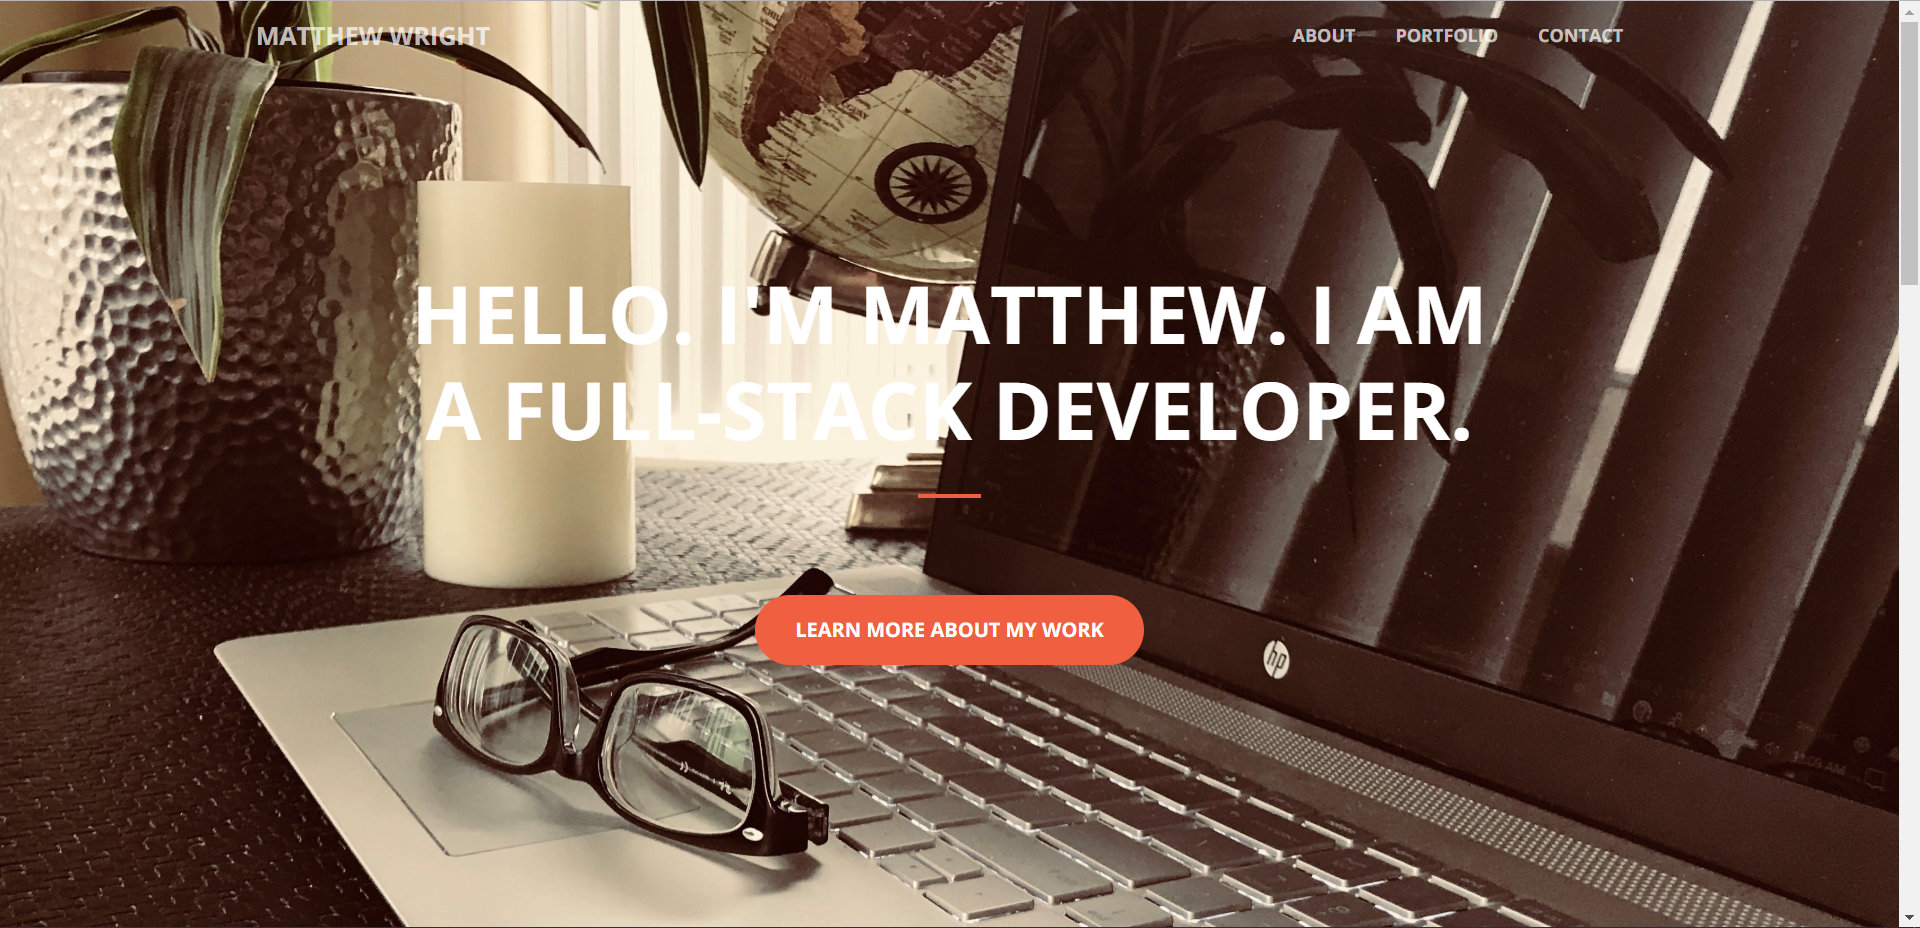 MATTHEW WRIGHT
ABOUT PORTFOLIO CONTACT
HELLO. I'M MATTHEW. I AM
A FULL-STACK DEVELOPER.
LEARN MORE ABOUT MY WORK
hp